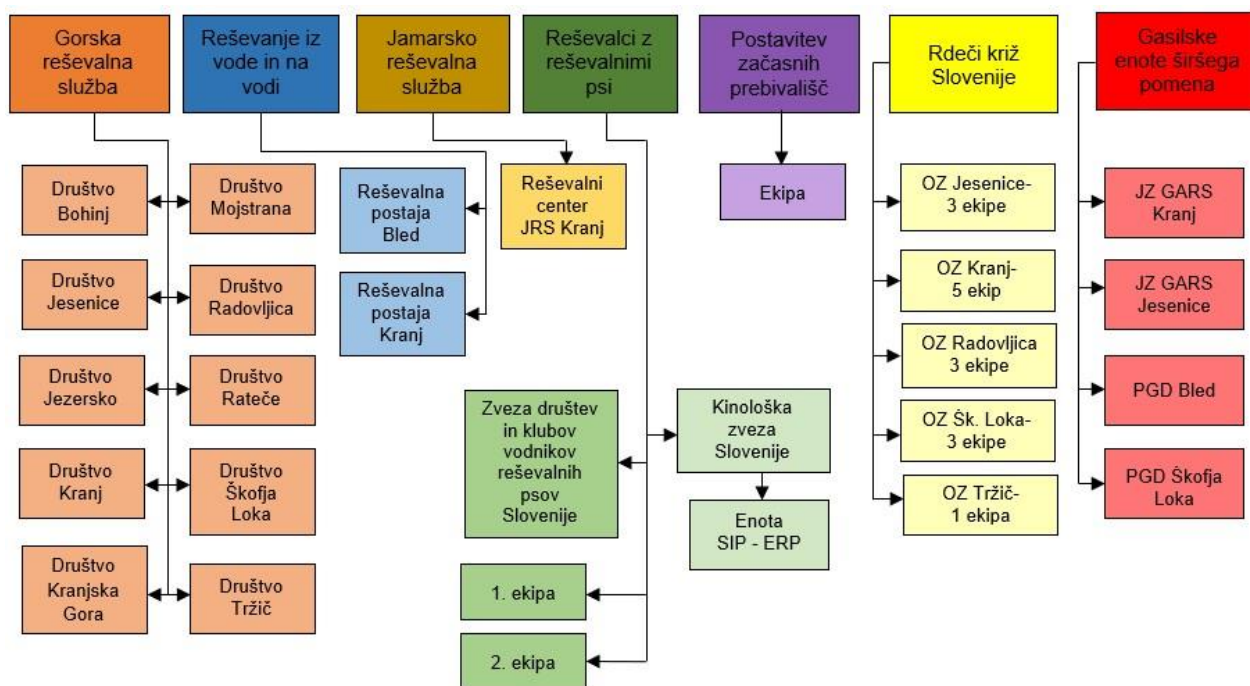 Gorska
reševalna
služba
Reševanje iz
vode in na
vodi
Jamarsko
reševalna
služba
Reševalci z
reševalnimi
psi
Postavitev
začasnih
prebivališč
Rdeči križ
Slovenije
Gasilske
enote širšega
pomena
Društvo
Bohinj
Društvo
Mojstrana
Društvo
Jesenice
Društvo
Radovljica
Društvo
Jezersko
Društvo
Rateče
Društvo
Kranj
Društvo
Škofja
Loka
Društvo
Kranjska
Gora
Društvo
Tržič
Reševalna
postaja
Bled
Reševalna
postaja
Kranj
Reševalni
center
JRS Kranj
Zveza društev
in klubov
vodnikov
reševalnih
psov
Slovenije
1. ekipa
2. ekipa
Kinološka
zveza
Slovenije
Enota
SIP - ERP
Ekipa
OZ Jesenice-
3 ekipe
OZ Kranj-
5 ekip
OZ Radovljica
3 ekipe
OZ Šk. Loka-
3 ekipe
OZ Tržič-
1 ekipa
JZ GARS
Kranj
JZ GARS
Jesenice
PGD Bled
PGD Škofja
Loka